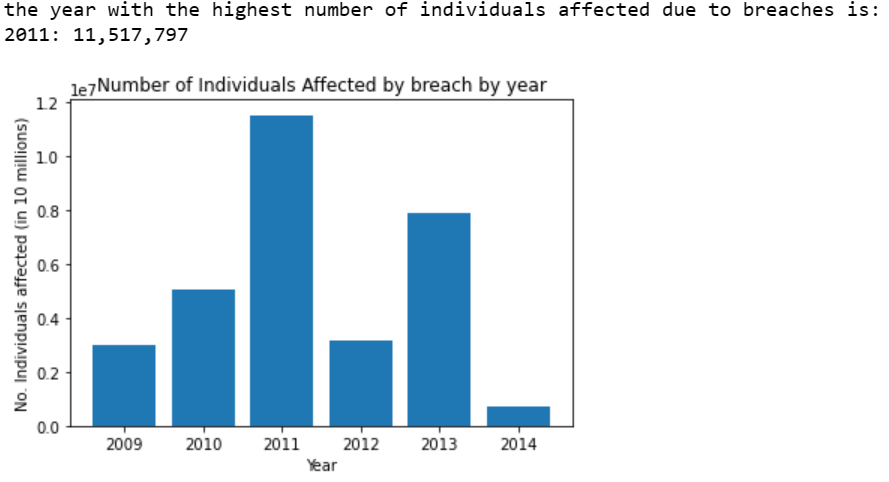 the year with the highest number of individuals affected due to breaches is:
2011: 11,517,797
1e7Number of Individuals Affected by breach by year
No. Individuals affected (in 10 millions)
1.2
1.0
0.8
0.6
0.4
0.2
0.0
2009 2010 2011 2012 2013 2014
Year